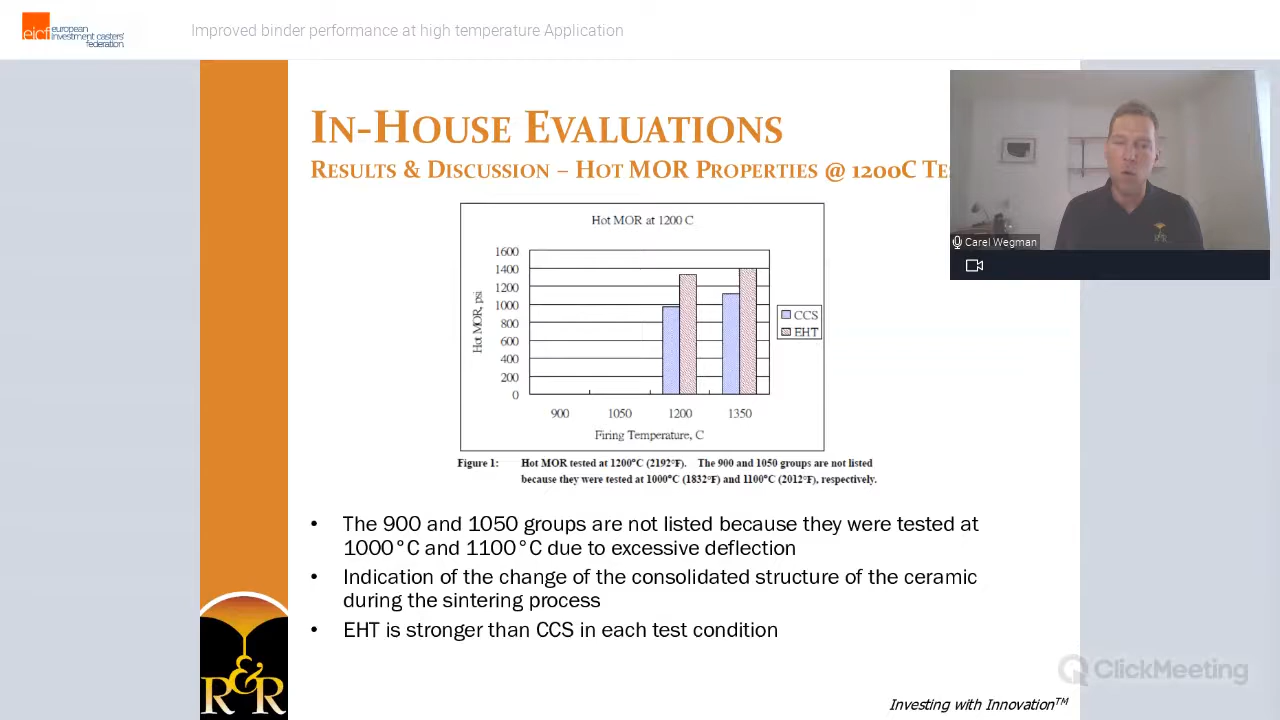 eicf
european
investment casters'
federation.
Improved binder performance at high temperature Application
IN-HOUSE EVALUATIONS
RESULTS & DISCUSSION – HOT MOR PROPERTIES @ 1200C TE
Carel Wegman
Hot MOR at 1200 C
1600
1400
1200
1000
800
600
400
200
0
Hot MOR, psi
900 1050 1200 1350
Firing Temperature, C
CCS
EHT
Figure 1: Hot MOR tested at 1200°C (2192°F). The 900 and 1050 groups are not listed
because they were tested at 1000°C (1832°F) and 1100°C (2012°F), respectively.
• The 900 and 1050 groups are not listed because they were tested at
1000°C and 1100°C due to excessive deflection
• Indication of the change of the consolidated structure of the ceramic
during the sintering process
• EHT is stronger than CCS in each test condition
R&R
ClickMeeting
Investing with Innovation™